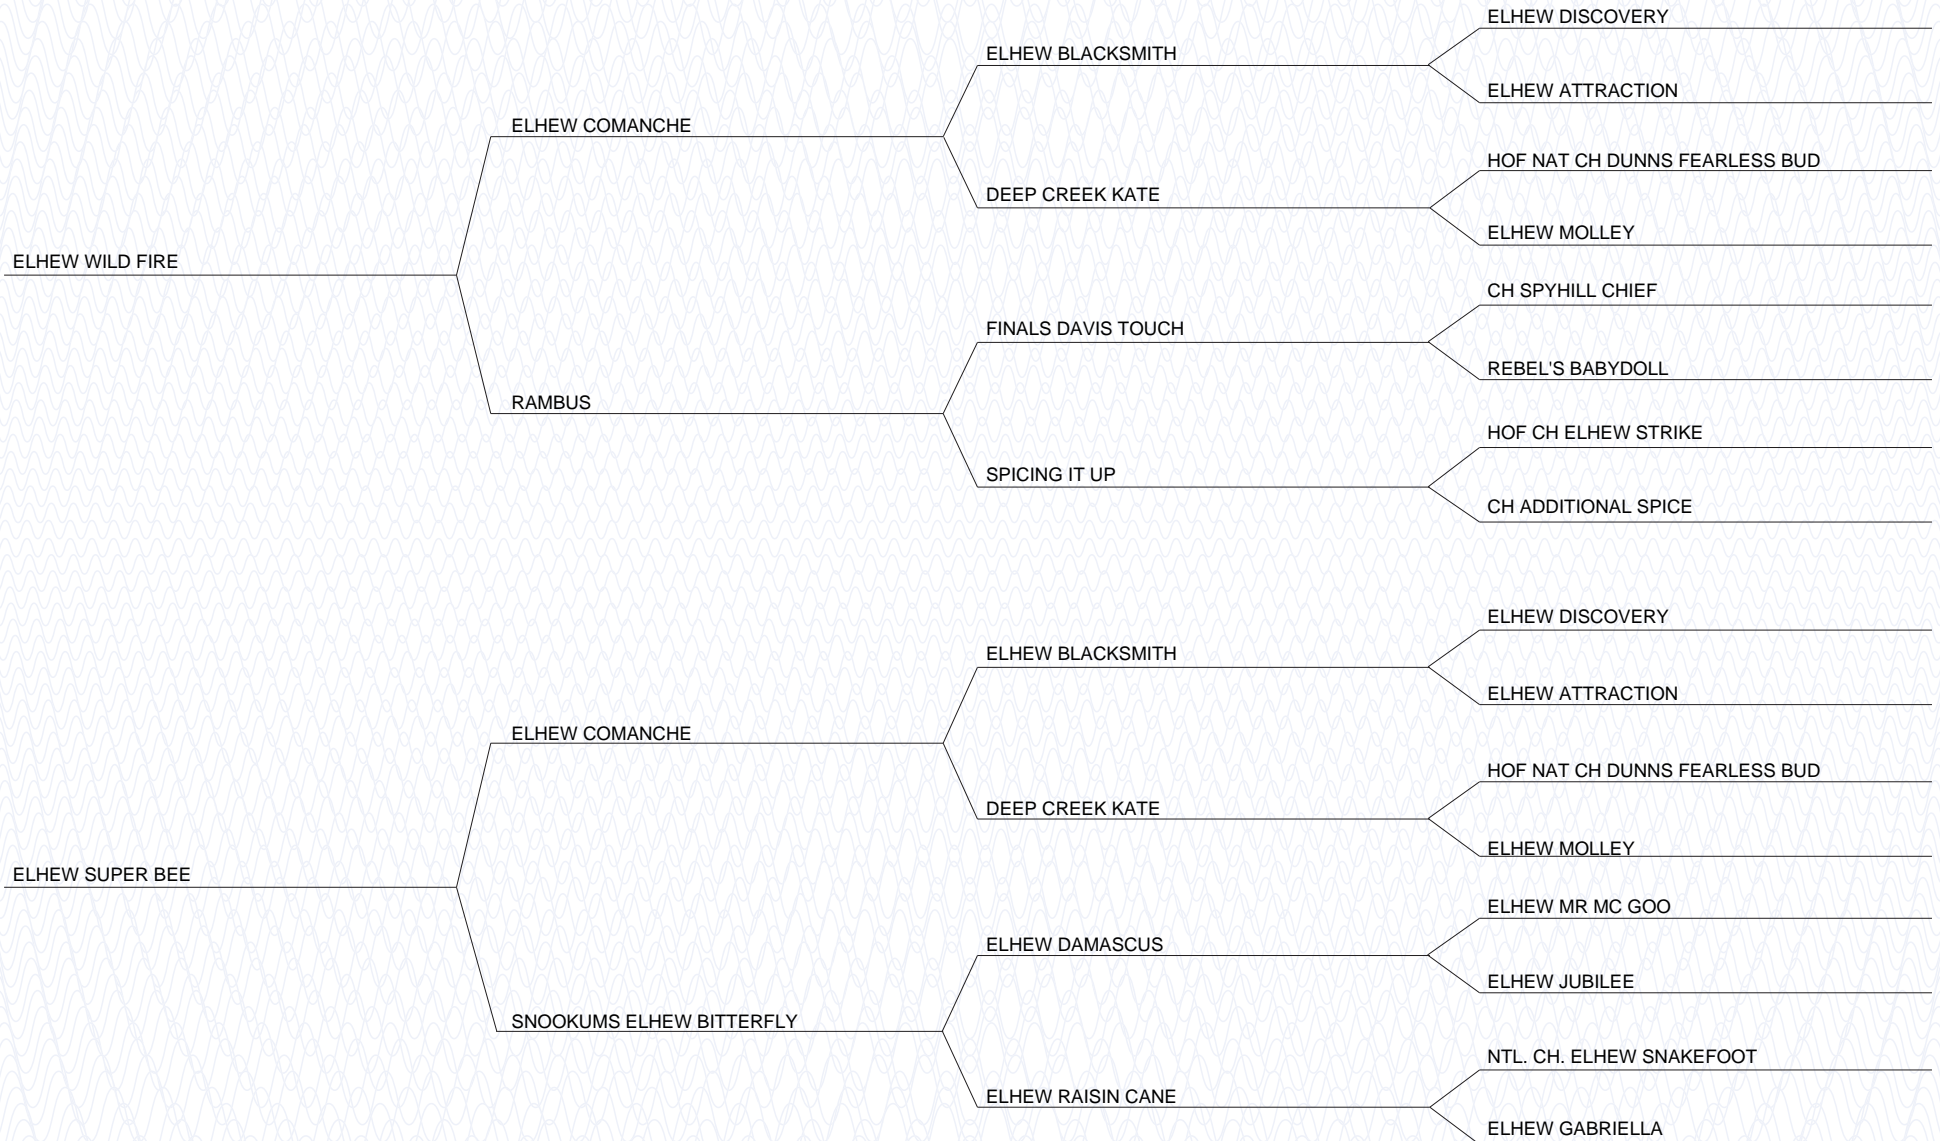 ELHEW DISCOVERY
ELHEW BLACKSMITH
ELHEW ATTRACTION
ELHEW COMANCHE
HOF NAT CH DUNNS FEARLESS BUD
DEEP CREEK KATE
ELHEW MOLLEY
ELHEW WILD FIRE
CH SPYHILL CHIEF
FINALS DAVIS TOUCH
REBEL'S BABYDOLL
RAMBUS
HOF CH ELHEW STRIKE
SPICING IT UP
CH ADDITIONAL SPICE
ELHEW DISCOVERY
ELHEW BLACKSMITH
ELHEW ATTRACTION
ELHEW COMANCHE
HOF NAT CH DUNNS FEARLESS BUD
DEEP CREEK KATE
ELHEW MOLLEY
ELHEW SUPER BEE
ELHEW MR MC GOO
ELHEW DAMASCUS
ELHEW JUBILEE
SNOOKUMS ELHEW BITTERFLY
NTL. CH. ELHEW SNAKEFOOT
ELHEW RAISIN CANE
ELHEW GABRIELLA